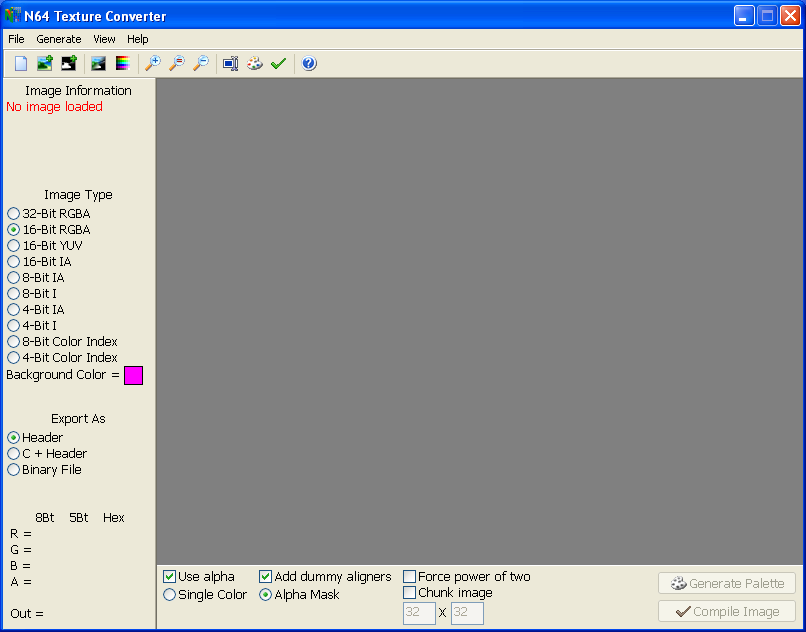 N64 Texture Converter
File Generate View Help
Image Information
No image loaded
Image Type
32-Bit RGBA
16-Bit RGBA
16-Bit YUV
16-Bit IA
8-Bit IA
8-Bit I
4-Bit IA
4-Bit I
8-Bit Color Index
4-Bit Color Index
Background Color =
Export As
Header
C + Header
Binary File
8Bt 5Bt Hex
R =
G =
B =
A =
Out =
Use alpha Add dummy aligners Force power of two
Single Color Alpha Mask Chunk image
32 X 32
Generate Palette
Compile Image